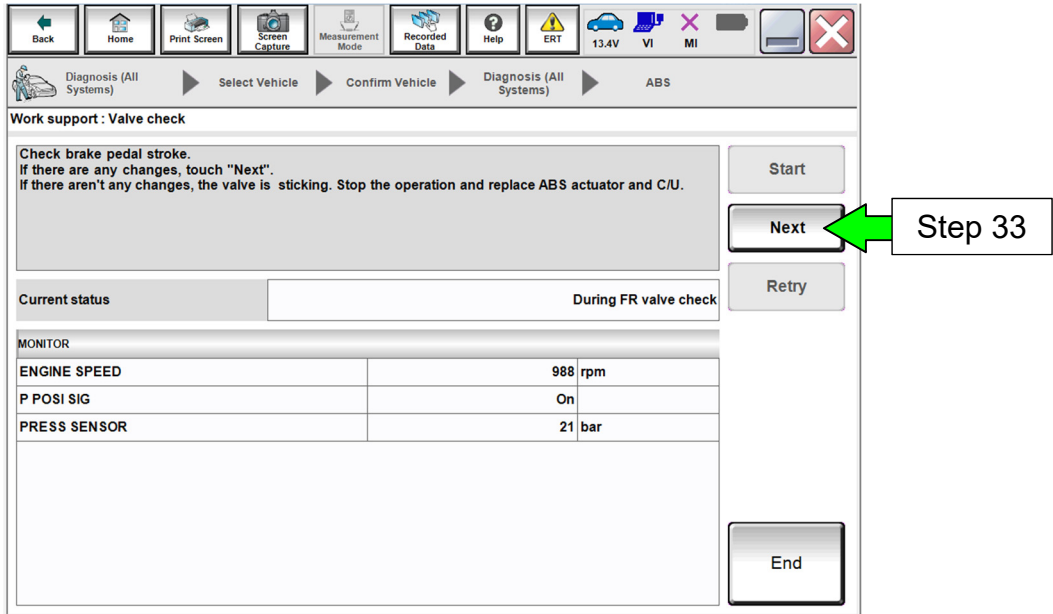 Back
Home
Print Screen
Screen
Capture
Measurement
Mode
Recorded
Data
Help
ERT
13.4V
VI
MI
Diagnosis (All
Systems)
Select Vehicle
Confirm Vehicle
Diagnosis (All
Systems)
ABS
Work support : Valve check
Check brake pedal stroke.
If there are any changes, touch "Next".
If there aren't any changes, the valve is sticking. Stop the operation and replace ABS actuator and C/U.
Start
Next
Step 33
Retry
Current status
During FR valve check
MONITOR
ENGINE SPEED 988 rpm
P POSI SIG On
PRESS SENSOR 21 bar
End